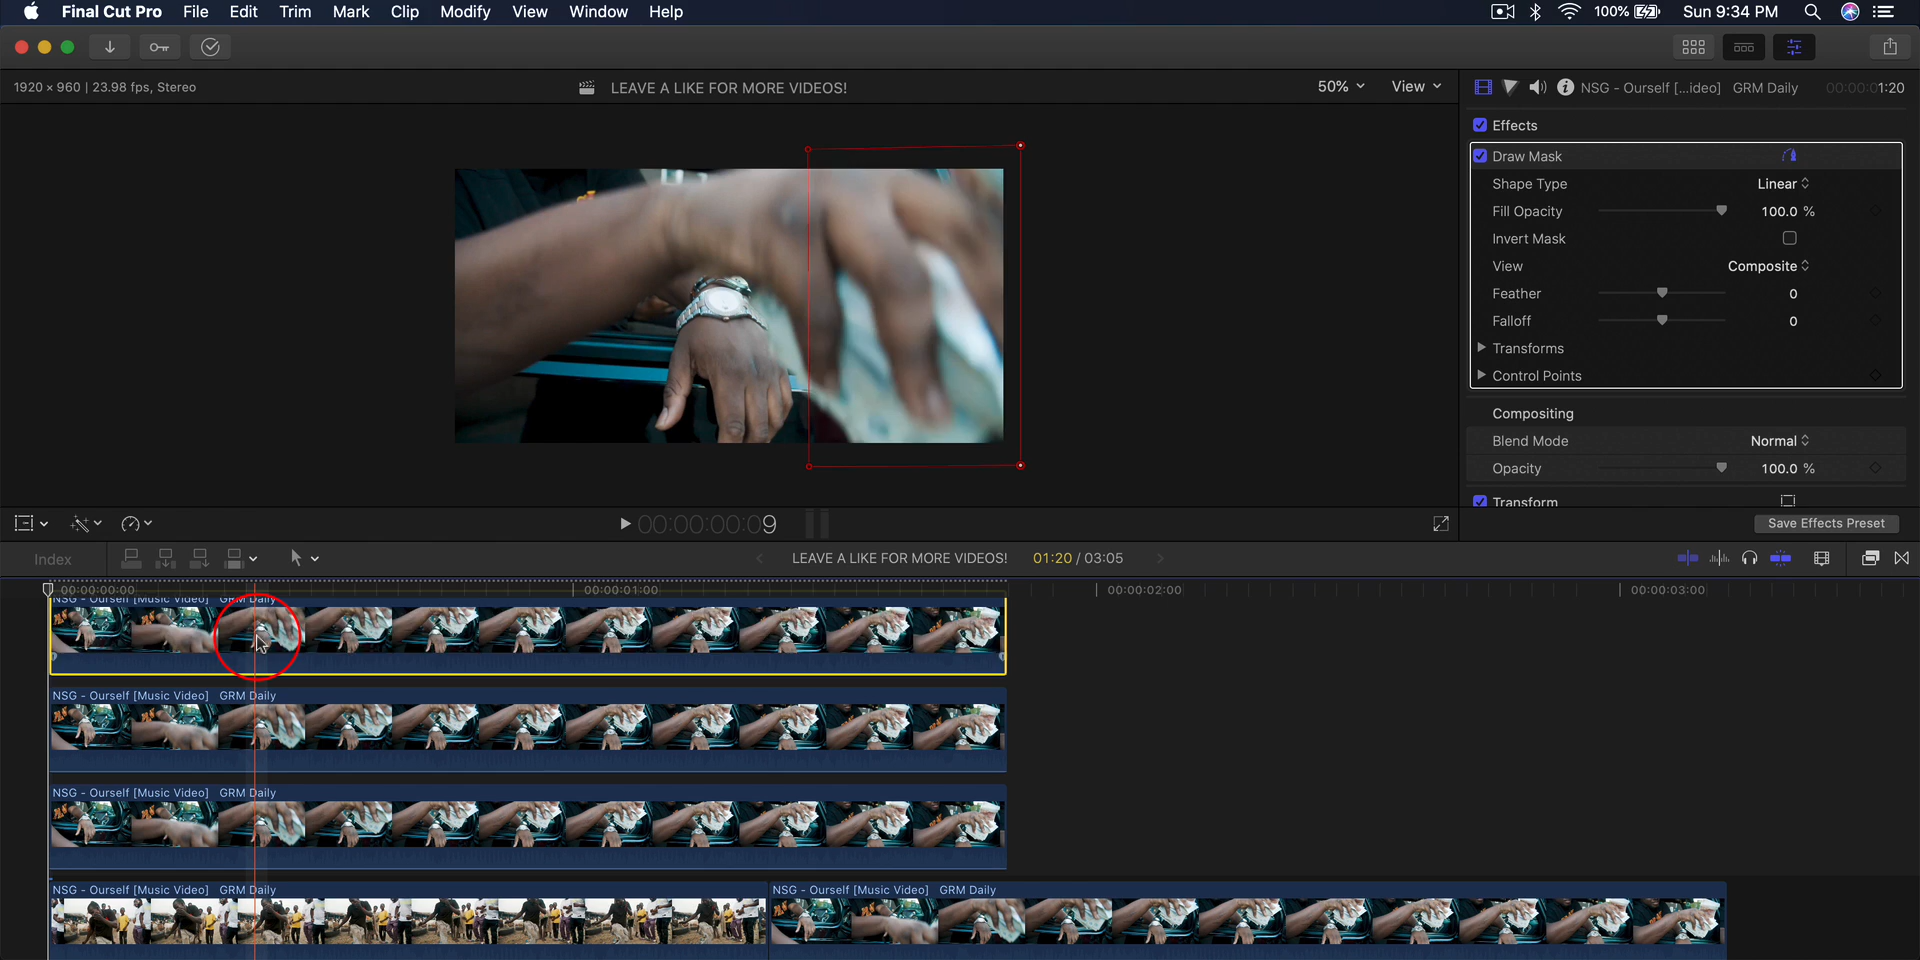 Final Cut Pro File Edit Trim Mark Clip Modify View Window Help 100% Sun 9:34 PM
1920 × 960 | 23.98 fps, Stereo LEAVE A LIKE FOR MORE VIDEOS! 50% View NSG - Ourself [...ideo] GRM Daily 00:00:01:20
Effects
Draw Mask
Shape Type Linear
Fill Opacity 100.0 %
Invert Mask
View Composite
Feather 0
Falloff 0
Transforms
Control Points
Compositing
Blend Mode Normal
Opacity 100.0 %
Transform
00:00:00:09 Save Effects Preset
Index LEAVE A LIKE FOR MORE VIDEOS! 01:20 / 03:05
00:00:00:00 00:00:01:00 00:00:02:00 00:00:03:00
NSG - Ourself [Music Video] GRM Daily
NSG - Ourself [Music Video] GRM Daily
NSG - Ourself [Music Video] GRM Daily
NSG - Ourself [Music Video] GRM Daily NSG - Ourself [Music Video] GRM Daily